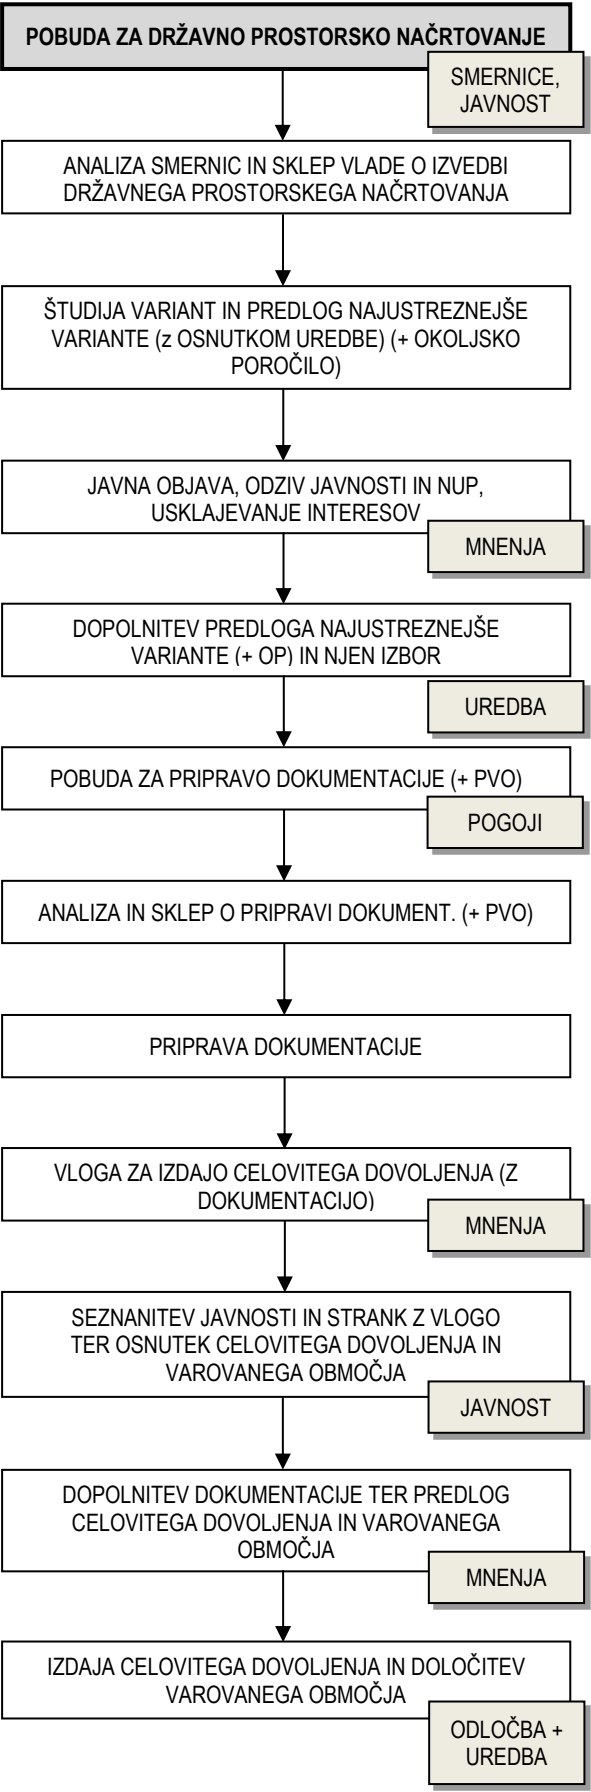 POBUDA ZA DRŽAVNO PROSTORSKO NAČRTOVANJE
SMERNICE,
JAVNOST
ANALIZA SMERNIC IN SKLEP VLADE O IZVEDBI
DRŽAVNEGA PROSTORSKEGA NAČRTOVANJA
ŠTUDIJA VARIANT IN PREDLOG NAJUSTREZNEJŠE
VARIANTE (z OSNUTKOM UREDBE) (+ OKOLJSKO
POROČILO)
JAVNA OBJAVA, ODZIV JAVNOSTI IN NUP,
USKLAJEVANJE INTERESOV
MNENJA
DOPOLNITEV PREDLOGA NAJUSTREZNEJŠE
VARIANTE (+ OP) IN NJEN IZBOR
UREDBA
POBUDA ZA PRIPRAVO DOKUMENTACIJE (+ PVO)
POGOJI
ANALIZA IN SKLEP O PRIPRAVI DOKUMENT. (+ PVO)
PRIPRAVA DOKUMENTACIJE
VLOGA ZA IZDAJO CELOVITEGA DOVOLJENJA (Z
DOKUMENTACIJO)
MNENJA
SEZNANITEV JAVNOSTI IN STRANK Z VLOGO
TER OSNUTEK CELOVITEGA DOVOLJENJA IN
VAROVANEGA OBMOČJA
JAVNOST
DOPOLNITEV DOKUMENTACIJE TER PREDLOG
CELOVITEGA DOVOLJENJA IN VAROVANEGA
OBMOČJA
MNENJA
IZDAJA CELOVITEGA DOVOLJENJA IN DOLOČITEV
VAROVANEGA OBMOČJA
ODLOČBA +
UREDBA